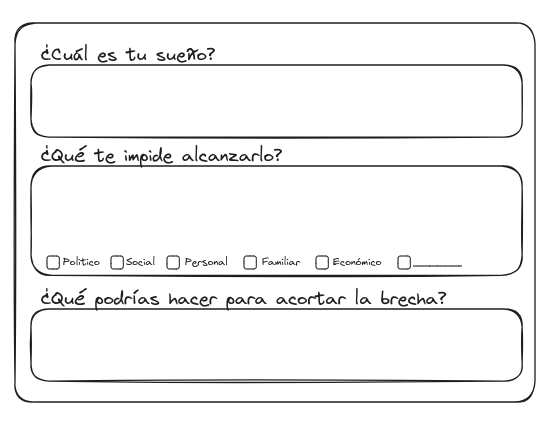 ¿Cuál es tu sueño?
¿Qué te impide alcanzarlo?
Político Social Personal Familiar Económico ________
¿Qué podrías hacer para acortar la brecha?